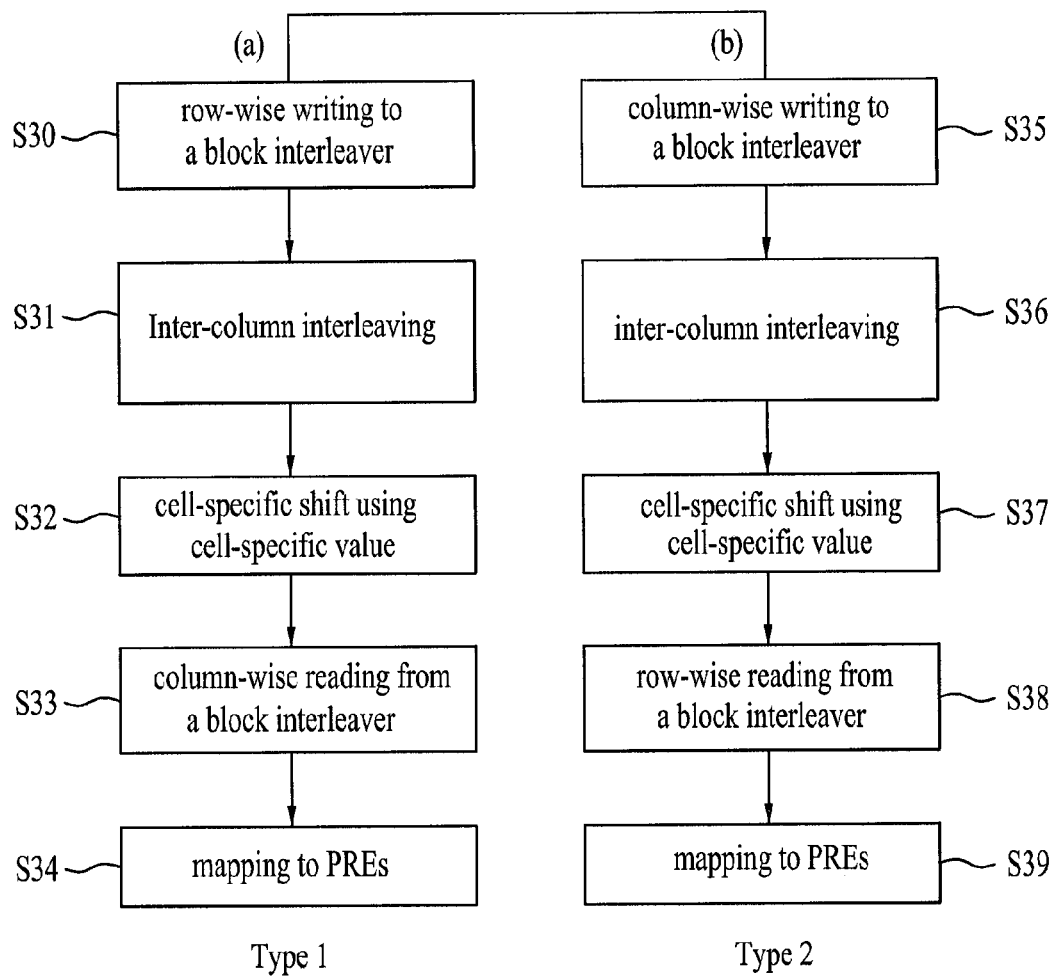 (a)
(b)
S30
row-wise writing to
a block interleaver
column-wise writing to
a block interleaver
S35
S31
Inter-column interleaving
inter-column interleaving
S36
S32
cell-specific shift using
cell-specific value
cell-specific shift using
cell-specific value
S37
S33
column-wise reading from
a block interleaver
row-wise reading from
a block interleaver
S38
S34
mapping to PREs
mapping to PREs
S39
Type 1
Type 2